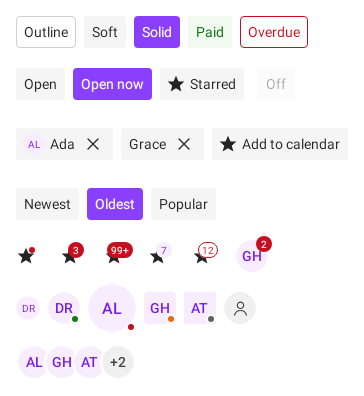 Outline Soft Solid Paid Overdue
Open Open now Starred Off
AL Ada Grace Add to calendar
Newest Oldest Popular
3 99+ 7 12 GH 2
DR DR AL GH AT
AL GH AT +2